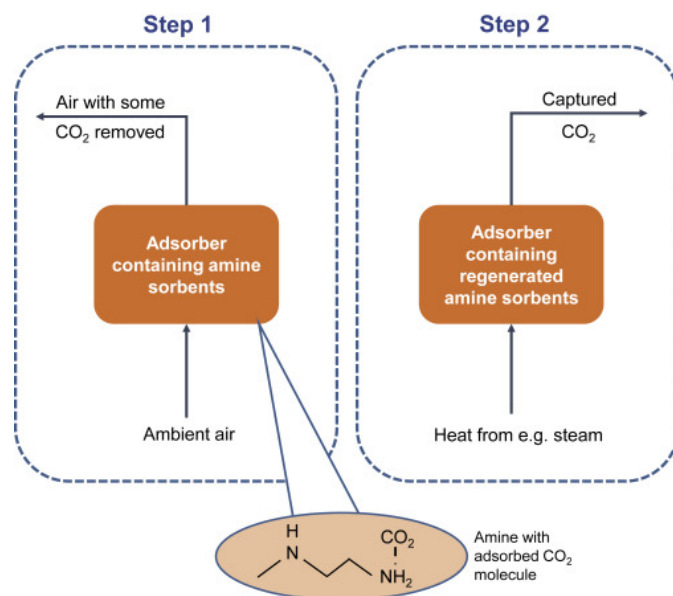 Step 1
Step 2
Air with some
CO₂ removed
Captured
CO₂
Adsorber
containing amine
sorbents
Adsorber
containing
regenerated
amine sorbents
Ambient air
Heat from e.g. steam
H
N
CO₂
NH₂
Amine with
adsorbed CO₂
molecule